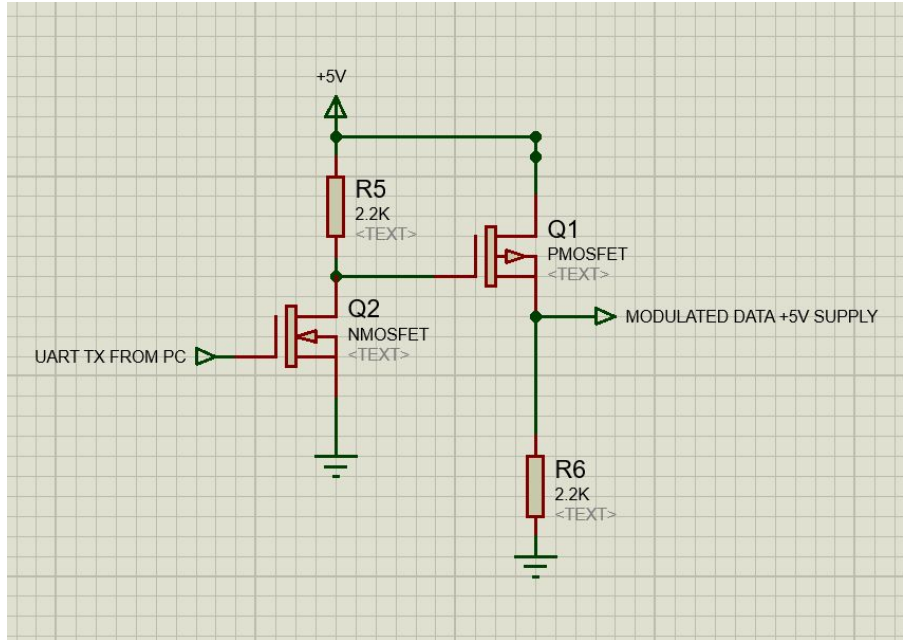 +5V
R5
2.2K
<TEXT>
Q1
PMOSFET
<TEXT>
Q2
NMOSFET
<TEXT>
MODULATED DATA +5V SUPPLY
UART TX FROM PC
R6
2.2K
<TEXT>